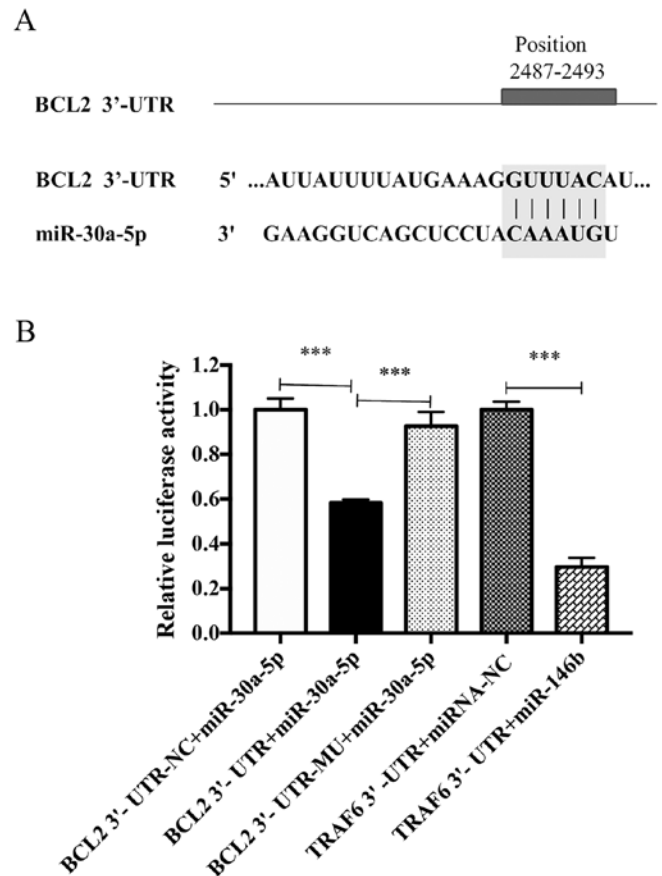 A
Position
2487-2493
BCL2 3'-UTR
BCL2 3'-UTR 5' ...AUUAUUUUAUGAAAGGUUUACAU...
miR-30a-5p 3' GAAGGUCAGCUCCUACAAAUGU
B
*** *** ***
Relative luciferase activity
1.2
1.0
0.8
0.6
0.4
0.2
0.0
BCL2 3'- UTR-NC+miR-30a-5p
BCL2 3'- UTR+miR-30a-5p
BCL2 3'- UTR-MU+miR-30a-5p
TRAF6 3' -UTR+miRNA-NC
TRAF6 3'- UTR+miR-146b